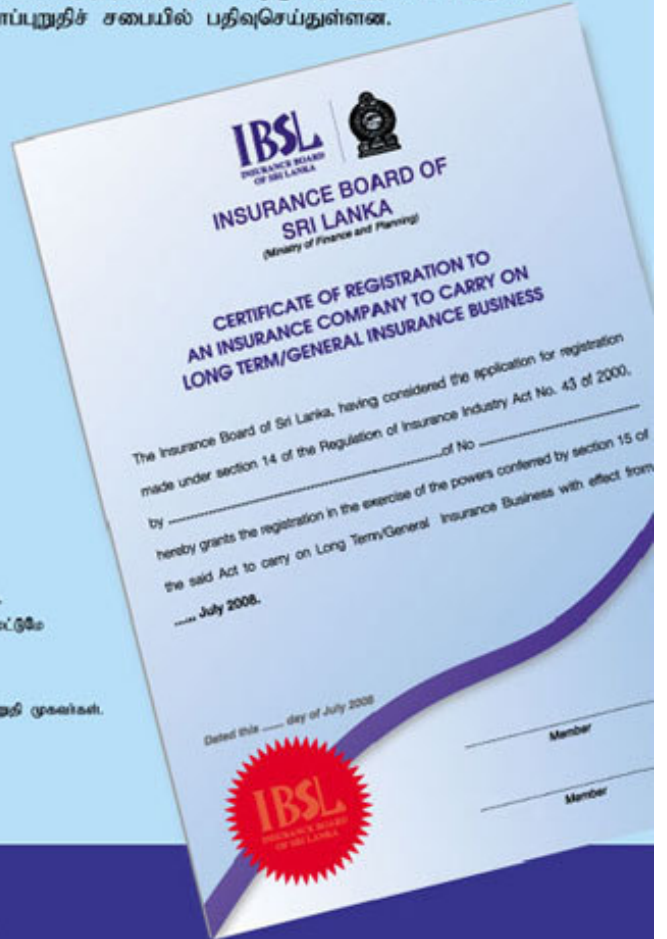 ப்புறுதிச் சபையில் பதிவுசெய்துள்ளன.
IBSL
INSURANCE BOARD
OF SRI LANKA
INSURANCE BOARD OF
SRI LANKA
(Ministry of Finance and Planning)
CERTIFICATE OF REGISTRATION TO
AN INSURANCE COMPANY TO CARRY ON
LONG TERM/GENERAL INSURANCE BUSINESS
The Insurance Board of Sri Lanka, having considered the application for registration
made under section 14 of the Regulation of Insurance Industry Act No. 43 of 2000,
by ........................................ of No ........................
hereby grants the registration in the exercise of the powers conferred by section 15 of
the said Act to carry on Long Term/General Insurance Business with effect from
...... July 2008.
ட்டுமே
றுதி முகவர்கள்.
Dated this ...... day of July 2008
Member
Member
IBSL
INSURANCE BOARD
OF SRI LANKA